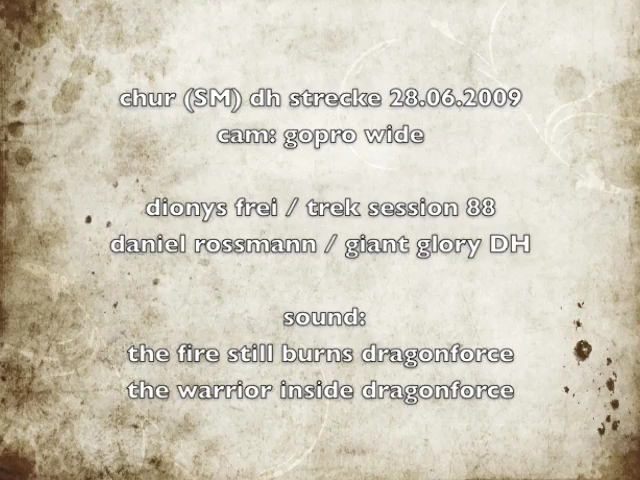 chur (SM) dh strecke 28.06.2009
cam: gopro wide
dionys frei / trek session 88
daniel rossmann / giant glory DH
sound:
the fire still burns dragonforce
the warrior inside dragonforce